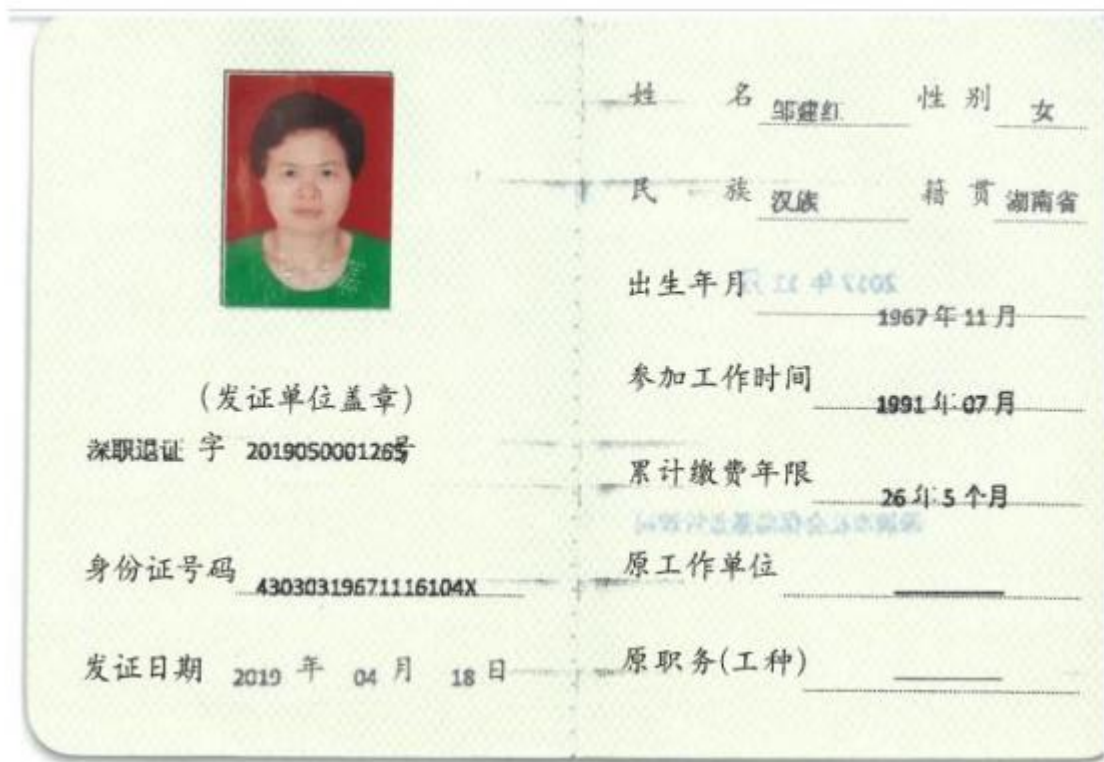 (发证单位盖章)
深职退证 字 2019050001265号
身份证号码 43030319671116104X
发证日期 2019 年 04 月 18 日
姓 名 邹建红 性 别 女
民 族 汉族 籍 贯 湖南省
出生年月 1967 年 11 月
参加工作时间 1991 年 07 月
累计缴费年限 26 年 5 个月
原工作单位
原职务(工种)
2017 年 11 月